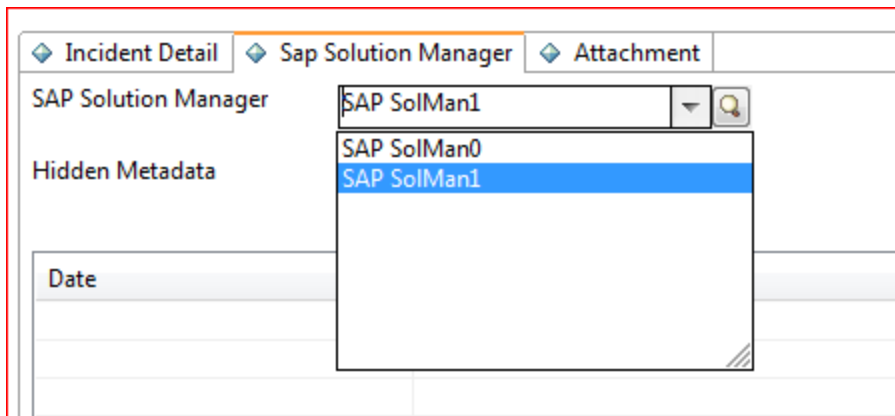 Incident Detail Sap Solution Manager Attachment
SAP Solution Manager SAP SolMan1
SAP SolMan0
Hidden Metadata SAP SolMan1
Date